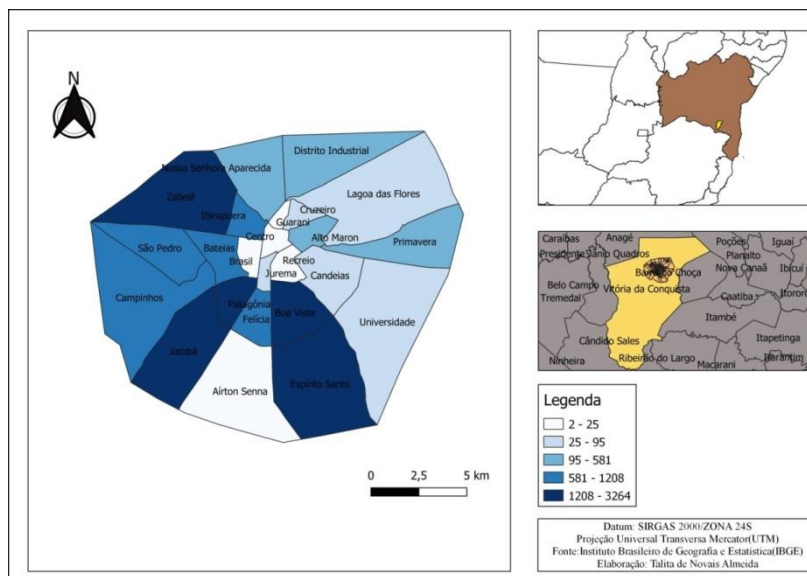 N
Distrito Industrial
Nossa Senhora Aparecida
Lagoa das Flores
Zabelê
Cruzeiro
Ibirapuera
Guarani
Centro
Alto Maron
Primavera
São Pedro
Bateias
Brasil
Recreio
Jurema
Candeias
Campinhos
Patagônia
Felícia
Boa Vista
Universidade
Jatobá
Aírton Senna
Espírito Santo
0 2,5 5 km
Caraíbas
Anagé
Poções
Iguaí
Presidente Jânio Quadros
Planalto
Barra do Choça
Nova Canaã
Ibicuí
Belo Campo
Vitória da Conquista
Tremedal
Caatiba
Itororó
Itambé
Cândido Sales
Itapetinga
Ninheira
Ribeirão do Largo
Macarani
Itarantim
Legenda
2 - 25
25 - 95
95 - 581
581 - 1208
1208 - 3264
Datum: SIRGAS 2000/ZONA 24S
Projeção Universal Transversa Mercator(UTM)
Fonte:Instituto Brasileiro de Geografia e Estatística(IBGE)
Elaboração: Talita de Novais Almeida